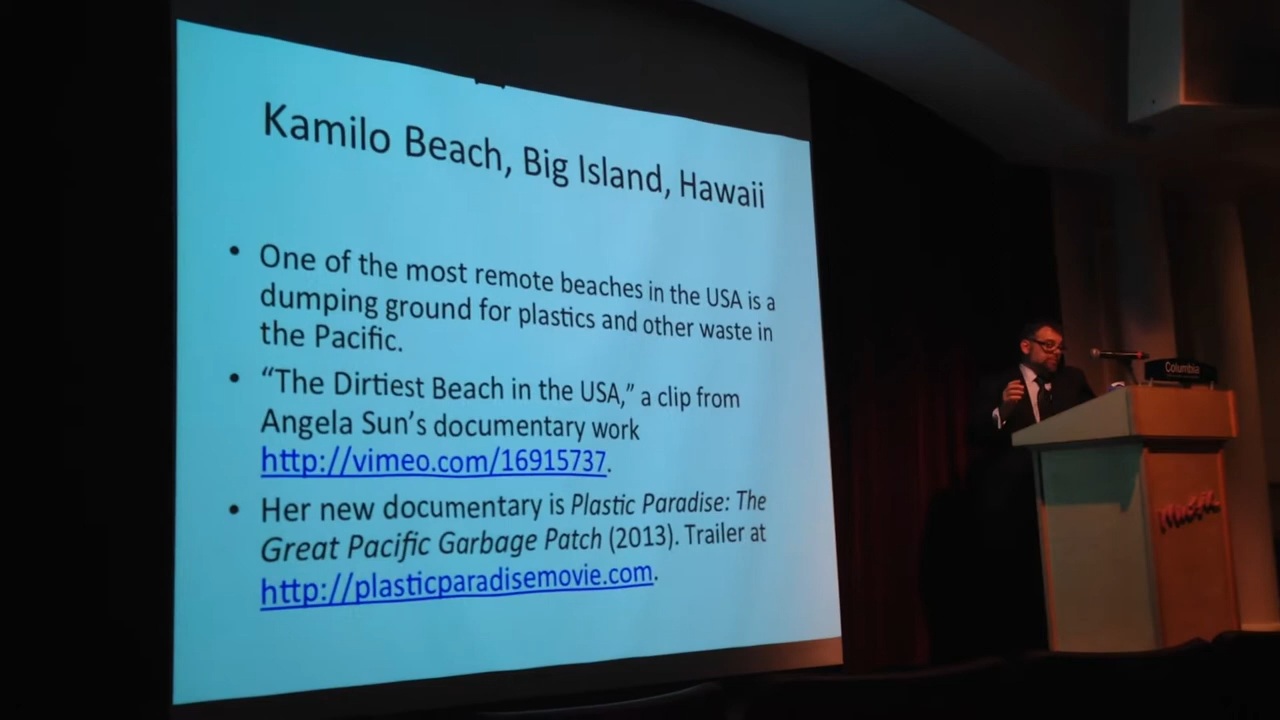 Kamilo Beach, Big Island, Hawaii
• One of the most remote beaches in the USA is a
dumping ground for plastics and other waste in
the Pacific.
• “The Dirtiest Beach in the USA,” a clip from
Angela Sun’s documentary work
http://vimeo.com/16915737.
• Her new documentary is Plastic Paradise: The
Great Pacific Garbage Patch (2013). Trailer at
http://plasticparadisemovie.com.
Columbia